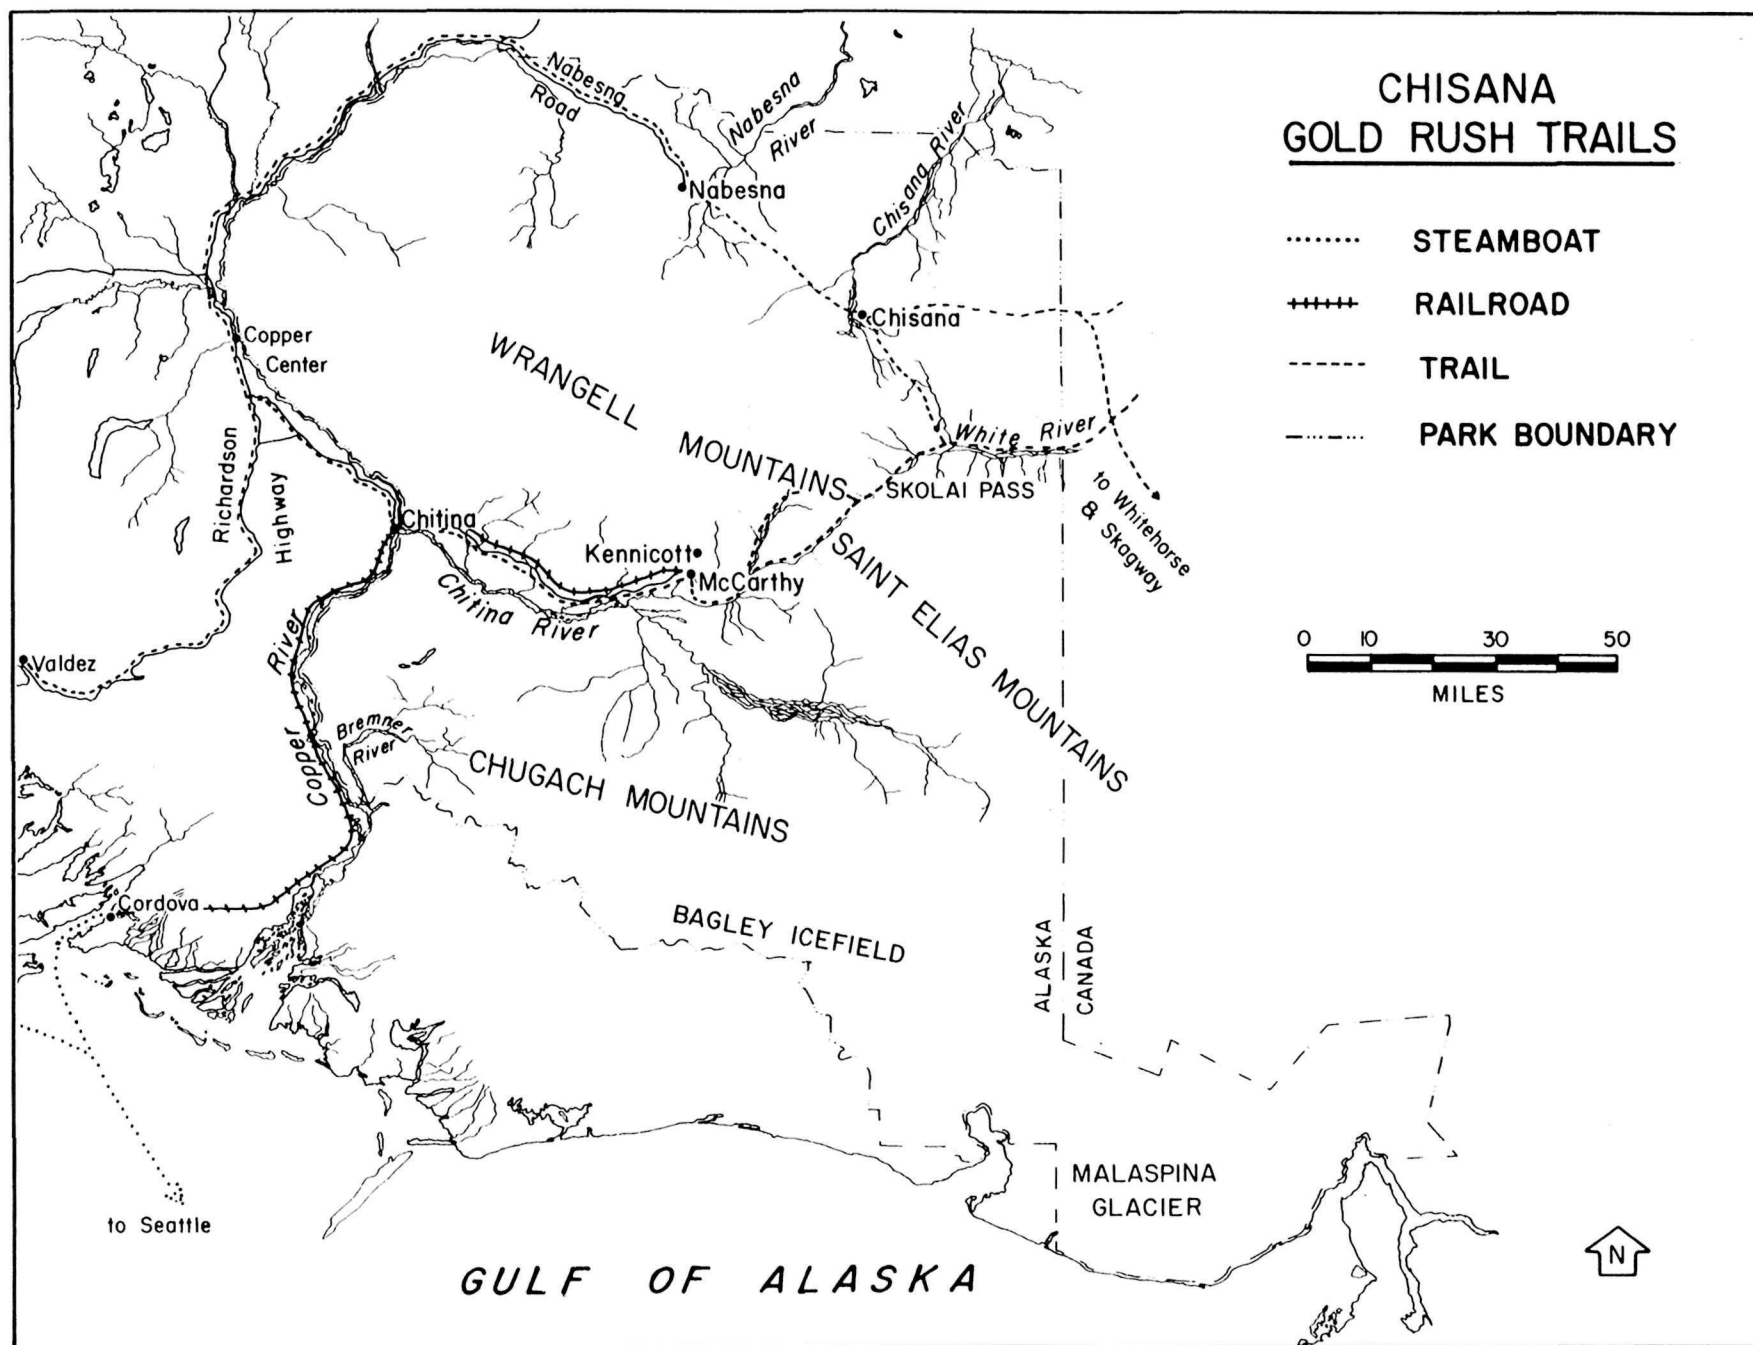 CHISANA
GOLD RUSH TRAILS
STEAMBOAT
RAILROAD
TRAIL
PARK BOUNDARY
0 10 30 50
MILES
Nabesna
Road
Nabesna
River
Chisana River
Nabesna
Chisana
Copper
Center
WRANGELL MOUNTAINS
White River
SKOLAI PASS
to Whitehorse
& Skagway
Richardson
Highway
Chitina
Kennicott
McCarthy
Chitina River
SAINT ELIAS MOUNTAINS
Valdez
Copper River
Bremner
River
CHUGACH MOUNTAINS
Cordova
BAGLEY ICEFIELD
ALASKA
CANADA
MALASPINA
GLACIER
to Seattle
GULF OF ALASKA
N